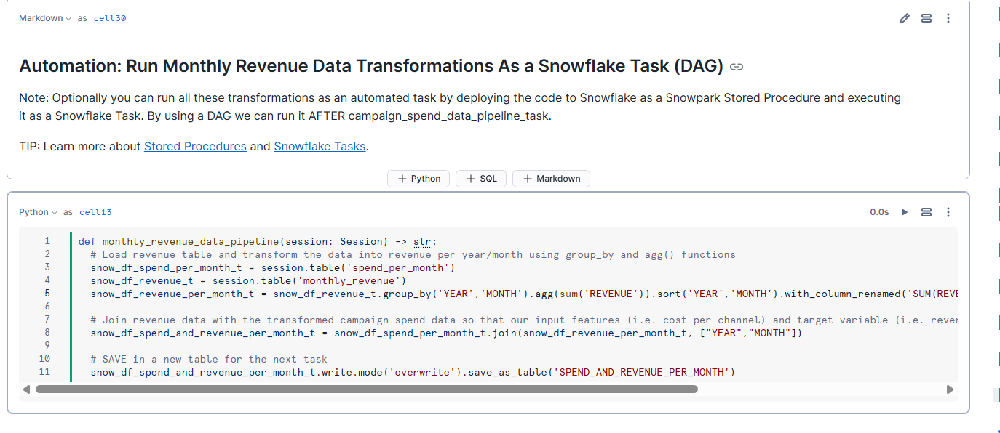 Markdown as cell30
Automation: Run Monthly Revenue Data Transformations As a Snowflake Task (DAG)
Note: Optionally you can run all these transformations as an automated task by deploying the code to Snowflake as a Snowpark Stored Procedure and executing
it as a Snowflake Task. By using a DAG we can run it AFTER campaign_spend_data_pipeline_task.
TIP: Learn more about Stored Procedures and Snowflake Tasks.
+ Python + SQL + Markdown
Python as cell13 0.0s
1 def monthly_revenue_data_pipeline(session: Session) -> str:
2 # Load revenue table and transform the data into revenue per year/month using group_by and agg() functions
3 snow_df_spend_per_month_t = session.table('spend_per_month')
4 snow_df_revenue_t = session.table('monthly_revenue')
5 snow_df_revenue_per_month_t = snow_df_revenue_t.group_by('YEAR','MONTH').agg(sum('REVENUE')).sort('YEAR','MONTH').with_column_renamed('SUM(REVE
6
7 # Join revenue data with the transformed campaign spend data so that our input features (i.e. cost per channel) and target variable (i.e. rever
8 snow_df_spend_and_revenue_per_month_t = snow_df_spend_per_month_t.join(snow_df_revenue_per_month_t, ["YEAR","MONTH"])
9
10 # SAVE in a new table for the next task
11 snow_df_spend_and_revenue_per_month_t.write.mode('overwrite').save_as_table('SPEND_AND_REVENUE_PER_MONTH')